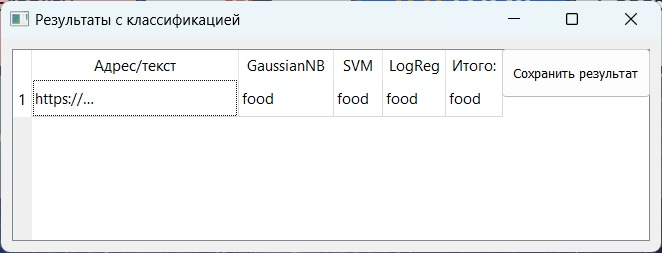 Результаты с классификацией
Адрес/текст GaussianNB SVM LogReg Итого: Сохранить результат
1 https://... food food food food